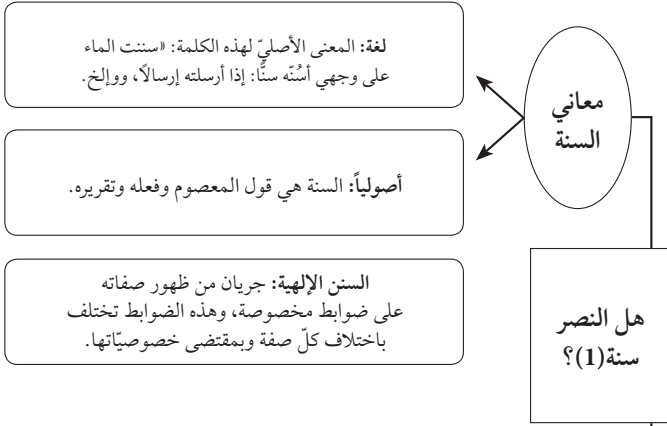 معاني
السنة
لغة: المعنى الأصليّ لهذه الكلمة: «سننت الماء
على وجهي أسُنّه سنًّا: إذا أرسلته إرسالاً، ووإلخ.
أصولياً: السنة هي قول المعصوم وفعله وتقريره.
هل النصر
سنة(1)؟
السنن الإلهية: جريان من ظهور صفاته
على ضوابط مخصوصة، وهذه الضوابط تختلف
باختلاف كلّ صفة وبمقتضى خصوصيّاتها.